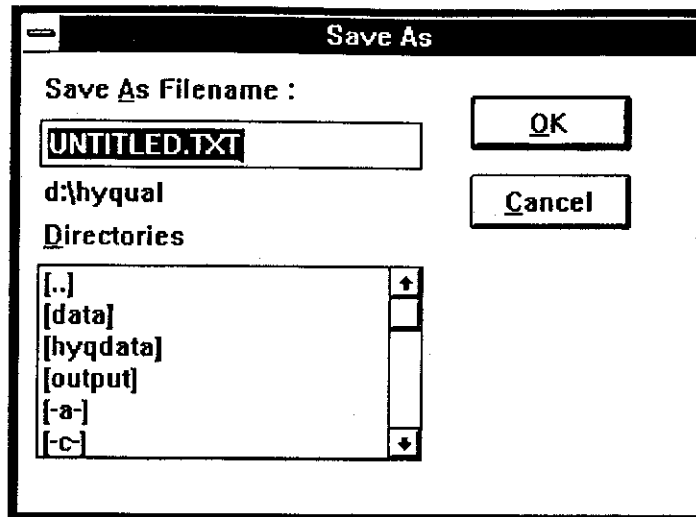 Save As
Save As Filename :
UNTITLED.TXT
OK
d:\hyqual
Cancel
Directories
[..]
[data]
[hyqdata]
[output]
[-a-]
[-c-]